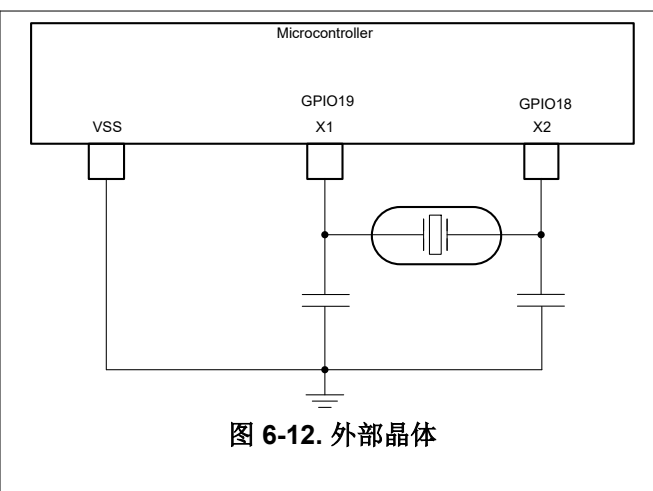 Microcontroller
GPIO19
GPIO18
VSS
X1
X2
图 6-12. 外部晶体